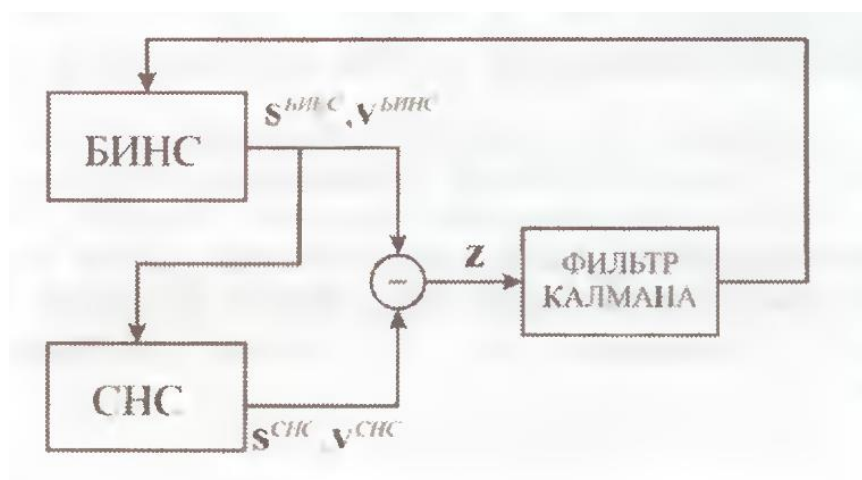 s^БИНС, v^БИНС
БИНС
–
z
ФИЛЬТР
КАЛМАНА
СНС
s^СНС, v^СНС